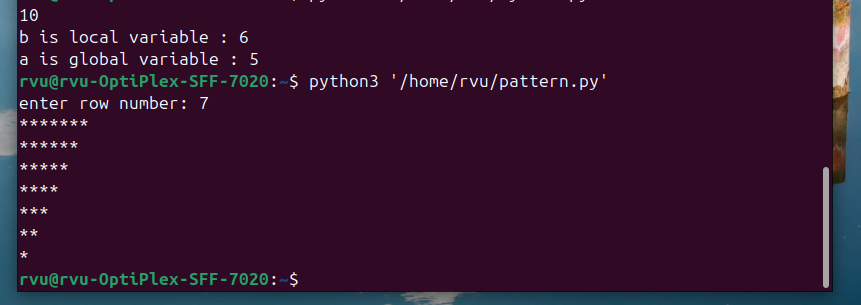 10
b is local variable : 6
a is global variable : 5
rvu@rvu-OptiPlex-SFF-7020:~$ python3 '/home/rvu/pattern.py'
enter row number: 7
*******
******
*****
****
***
**
*
rvu@rvu-OptiPlex-SFF-7020:~$